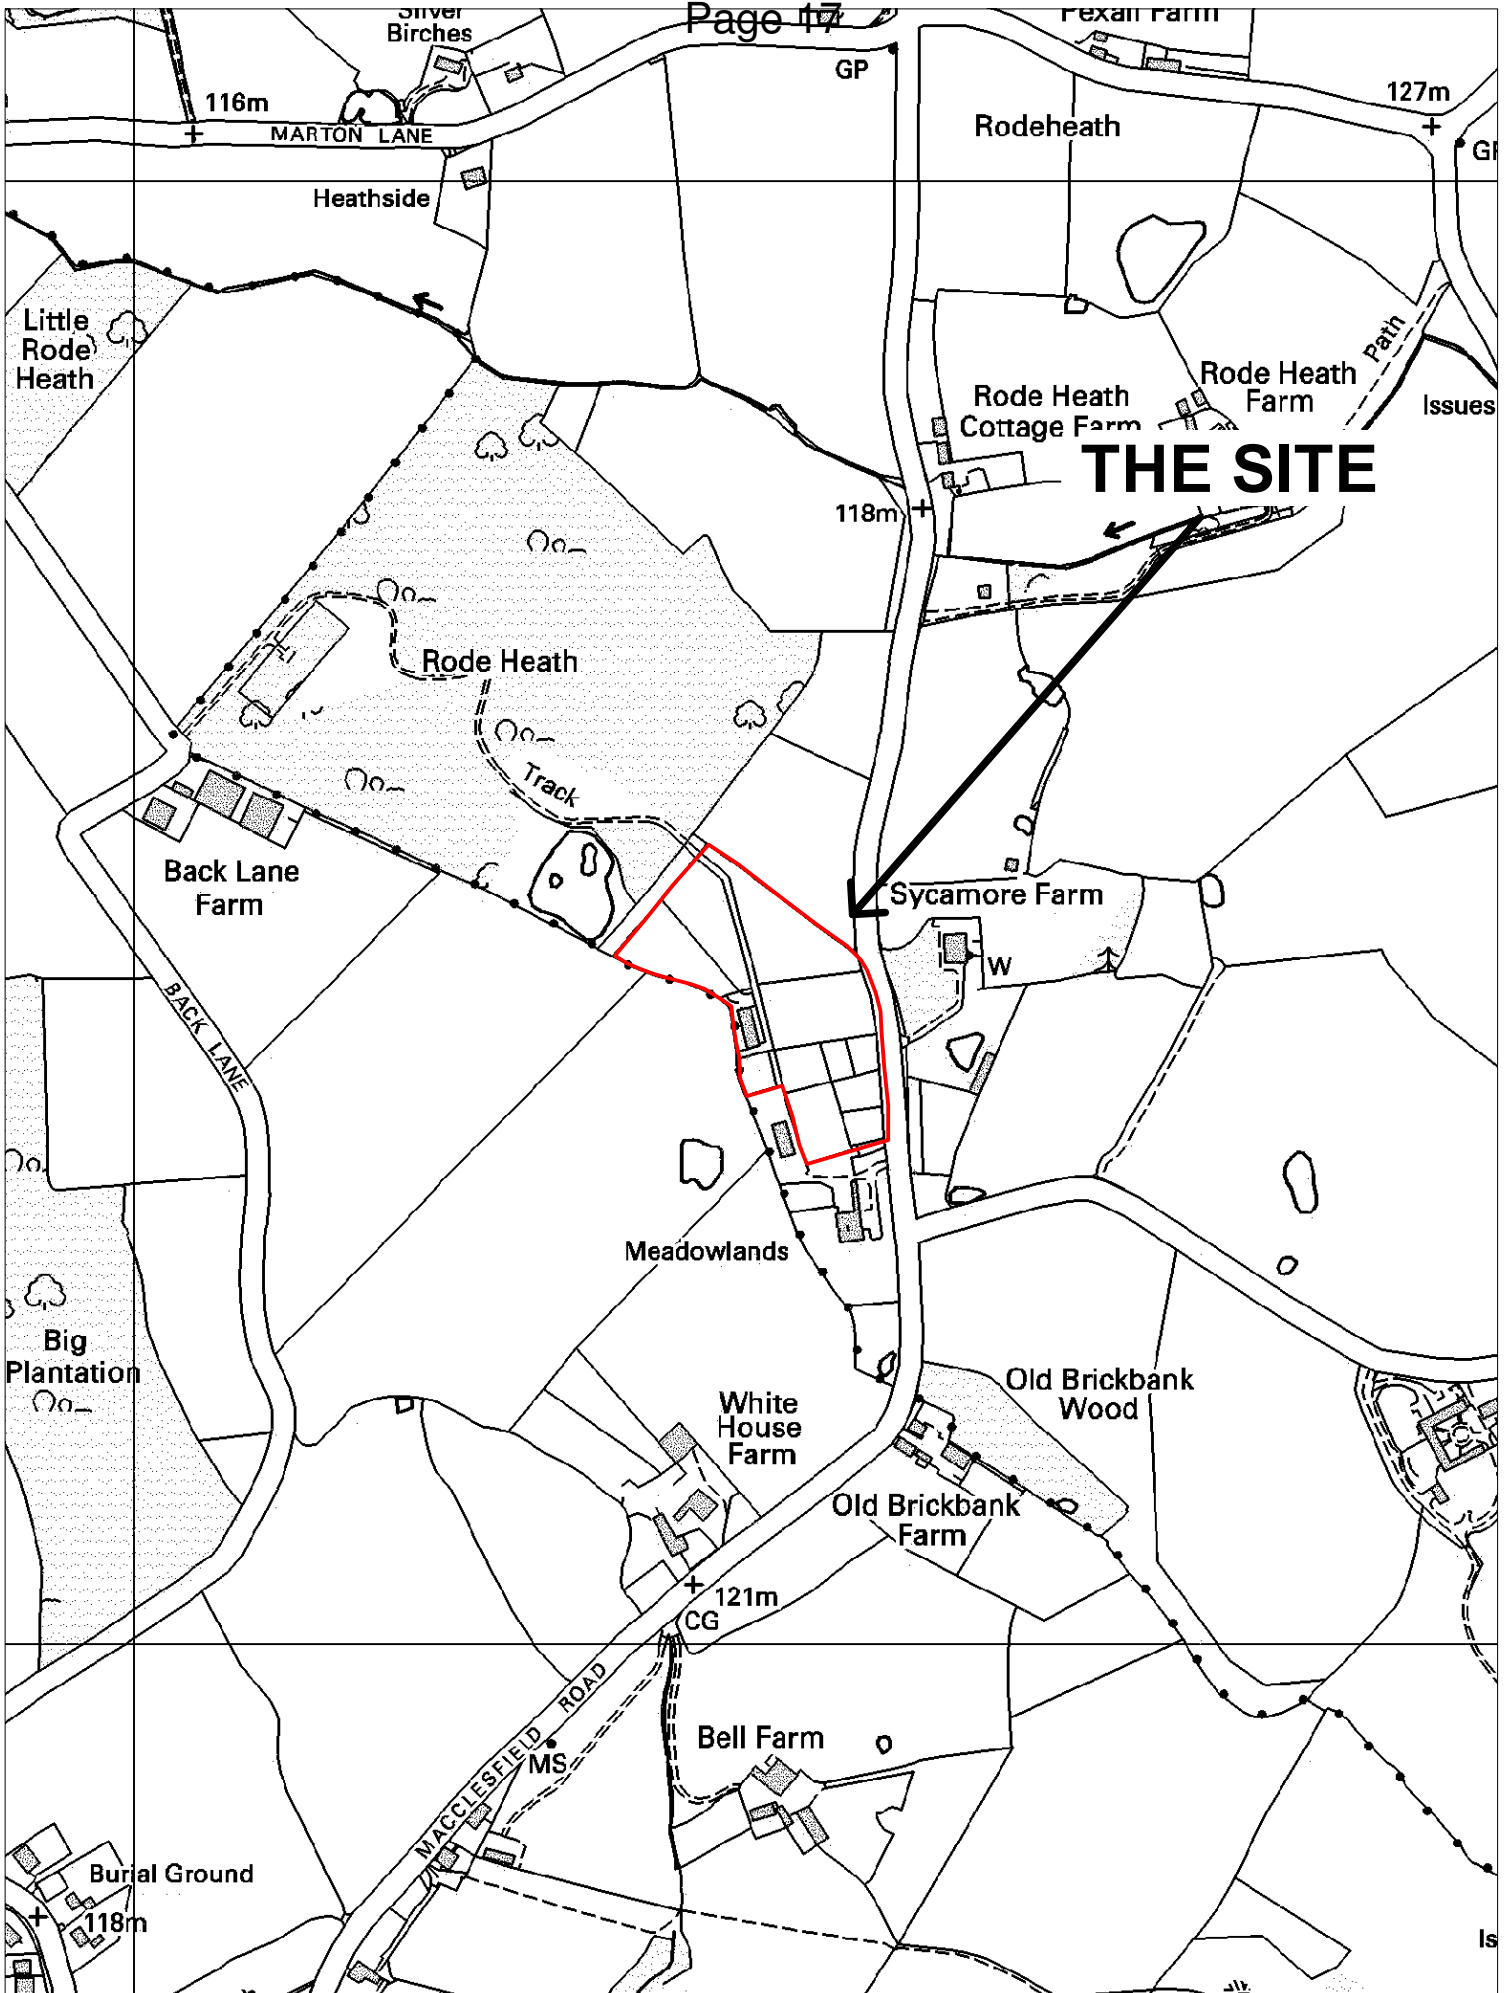 Page 17
Silver
Birches
Pexall Farm
GP
116m
127m
MARTON LANE
Rodeheath
Heathside
Little
Rode
Heath
Path
Rode Heath
Farm
Rode Heath
Cottage Farm
Issues
THE SITE
118m
Rode Heath
Track
Back Lane
Farm
Sycamore Farm
W
BACK LANE
Meadowlands
Big
Plantation
Old Brickbank
Wood
White
House
Farm
Old Brickbank
Farm
121m
CG
MACCLESFIELD ROAD
Bell Farm
MS
Burial Ground
118m